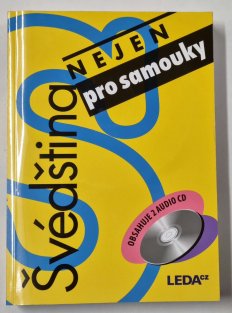 Švédština
NEJEN
pro samouky
OBSAHUJE 2 AUDIO CD
LEDA.cz